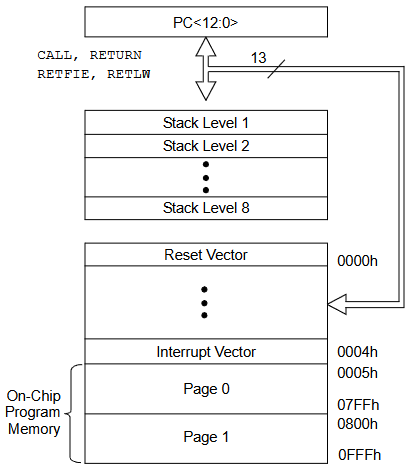 PC<12:0>
CALL, RETURN
RETFIE, RETLW
13
Stack Level 1
Stack Level 2
Stack Level 8
Reset Vector
0000h
Interrupt Vector
0004h
0005h
On-Chip
Program
Memory
Page 0
07FFh
0800h
Page 1
0FFFh